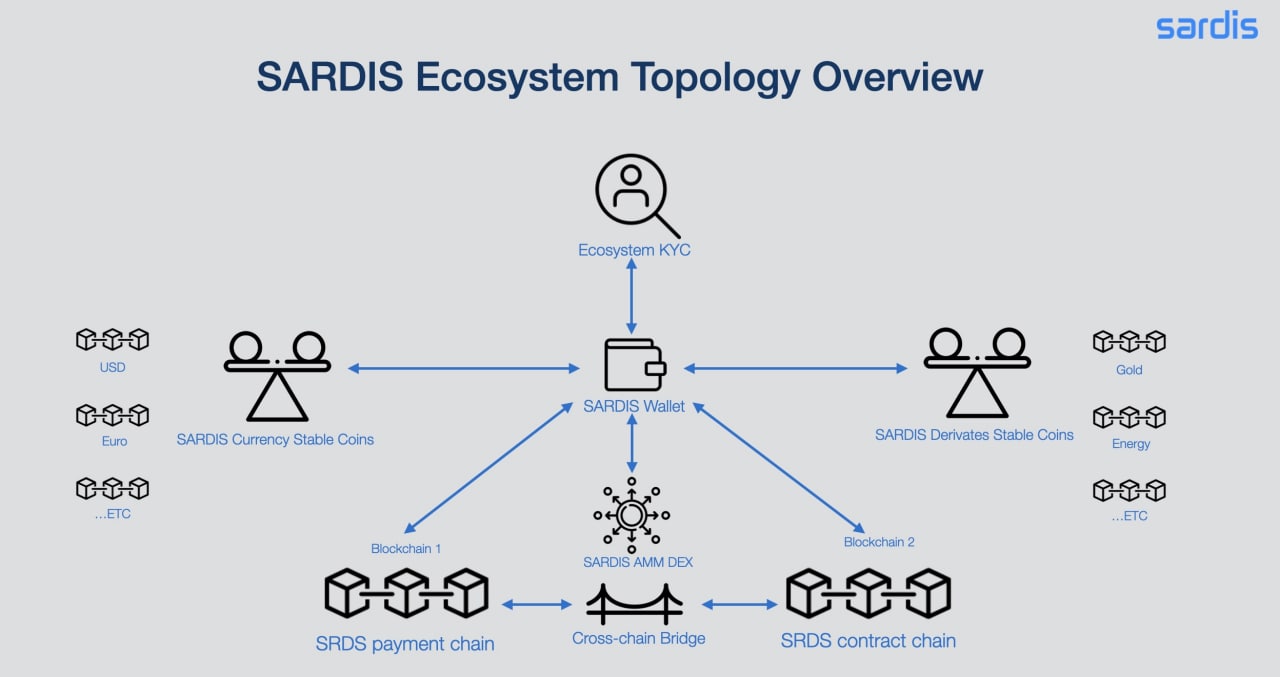 sardis
SARDIS Ecosystem Topology Overview
Ecosystem KYC
USD
Euro
...ETC
SARDIS Currency Stable Coins
SARDIS Wallet
SARDIS Derivates Stable Coins
Gold
Energy
...ETC
Blockchain 1
SARDIS AMM DEX
Blockchain 2
SRDS payment chain
Cross-chain Bridge
SRDS contract chain